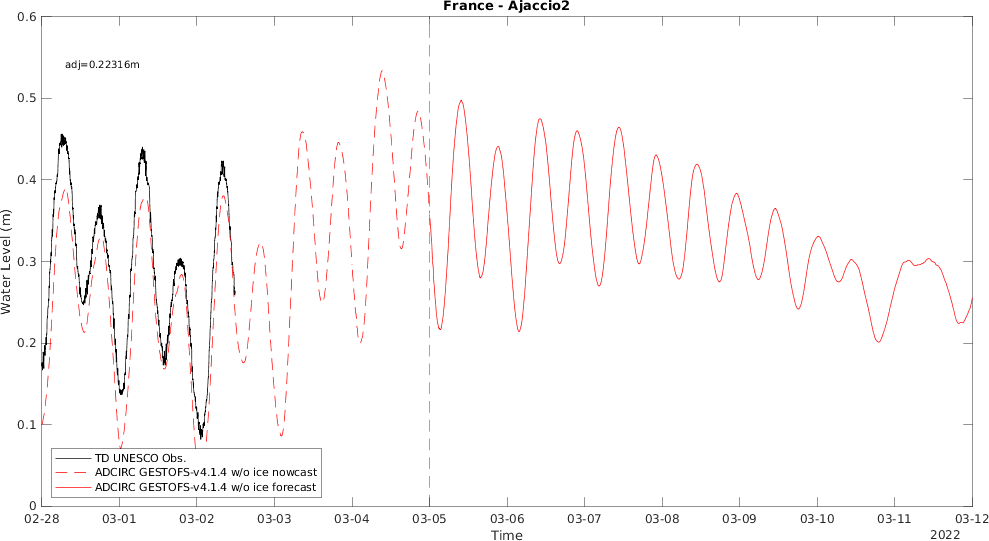 France - Ajaccio2
adj=0.22316m
0.6
0.5
0.4
0.3
0.2
0.1
0
Water Level (m)
TD UNESCO Obs.
ADCIRC GESTOFS-v4.1.4 w/o ice nowcast
ADCIRC GESTOFS-v4.1.4 w/o ice forecast
02-28 03-01 03-02 03-03 03-04 03-05 03-06 03-07 03-08 03-09 03-10 03-11 03-12
Time
2022